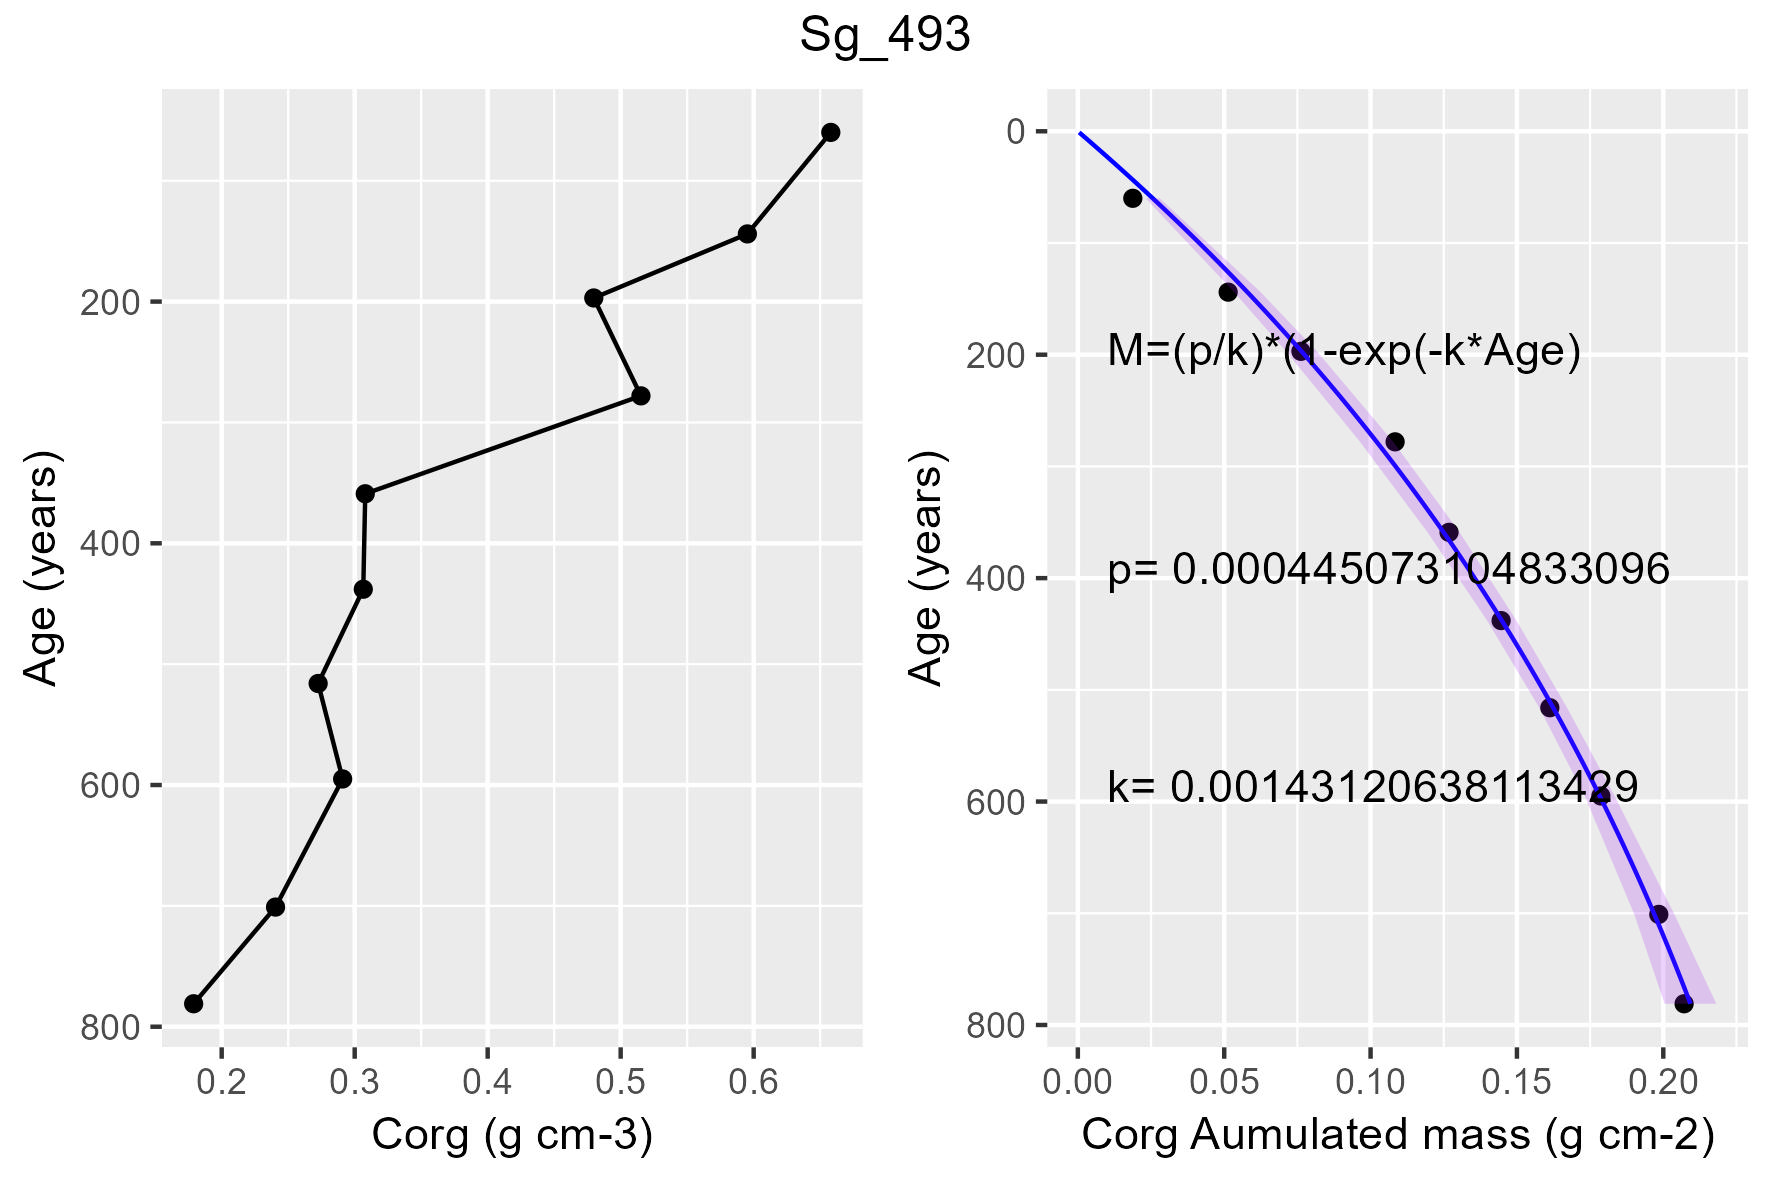 Sg_493
Age (years)
200
400
600
800
0.2 0.3 0.4 0.5 0.6
Corg (g cm-3)
Age (years)
0
200
400
600
800
M=(p/k)*(1-exp(-k*Age)
p= 0.000445073104833096
k= 0.00143120638113429
0.00 0.05 0.10 0.15 0.20
Corg Aumulated mass (g cm-2)